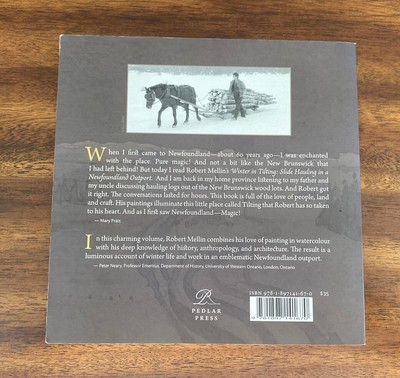 When I first came to Newfoundland—about 60 years ago—I was enchanted
with the place. Pure magic! And not a bit like the New Brunswick that
I had left behind! But today I read Robert Mellin's Winter in Tilting: Slide Hauling in a
Newfoundland Outport. And I am back in my home province listening to my father and
my uncle discussing hauling logs out of the New Brunswick wood lots. And Robert got
it right. The conversations lasted for hours. This book is full of the love of people, land
and craft. His paintings illuminate this little place called Tilting that Robert has so taken
to his heart. And as I first saw Newfoundland—Magic!
— Mary Pratt
In this charming volume, Robert Mellin combines his love of painting in watercolour
with his deep knowledge of history, anthropology, and architecture. The result is a
luminous account of winter life and work in an emblematic Newfoundland outport.
— Peter Neary, Professor Emeritus, Department of History, University of Western Ontario, London, Ontario
PEDLAR
PRESS
ISBN 978-1-897141-67-0 $35